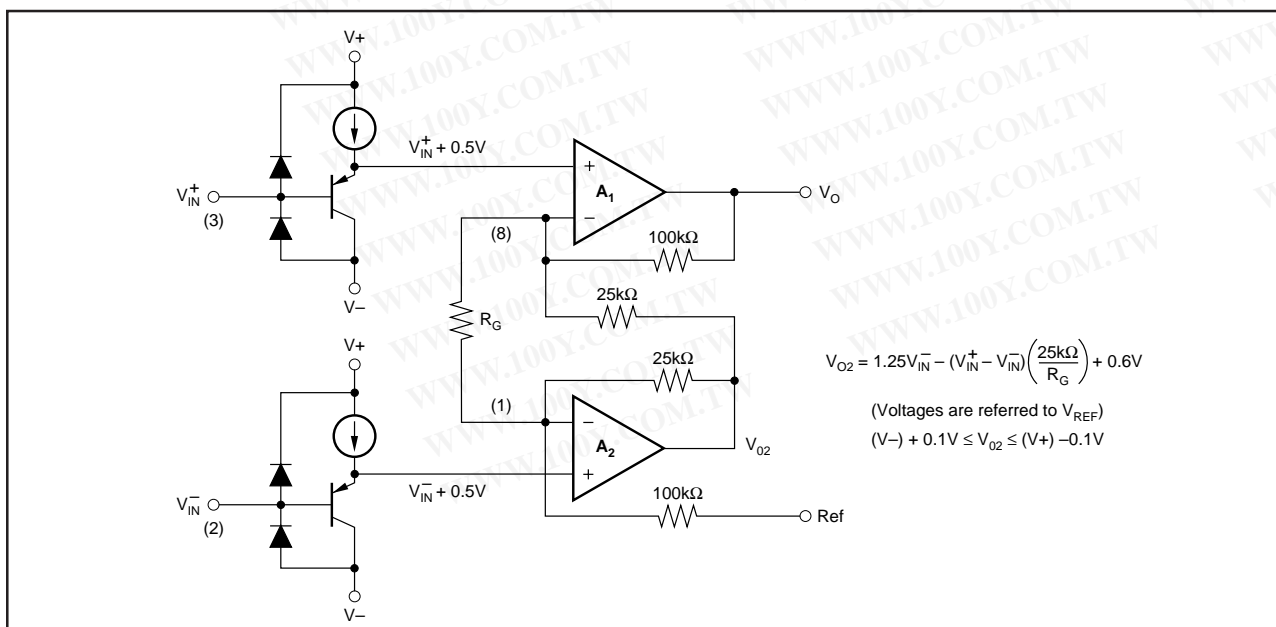 V+
V+IN + 0.5V
V+IN
(3)
+
A1
−
VO
(8)
100kΩ
V–
25kΩ
RG
V+
25kΩ
VO2 = 1.25V–IN – (V+IN – V–IN) (25kΩ / RG) + 0.6V
(1)
(Voltages are referred to VREF)
−
A2
+
V02
(V–) + 0.1V ≤ V02 ≤ (V+) –0.1V
V–IN + 0.5V
V–IN
(2)
100kΩ
Ref
V–
WWW.100Y.COM.TW